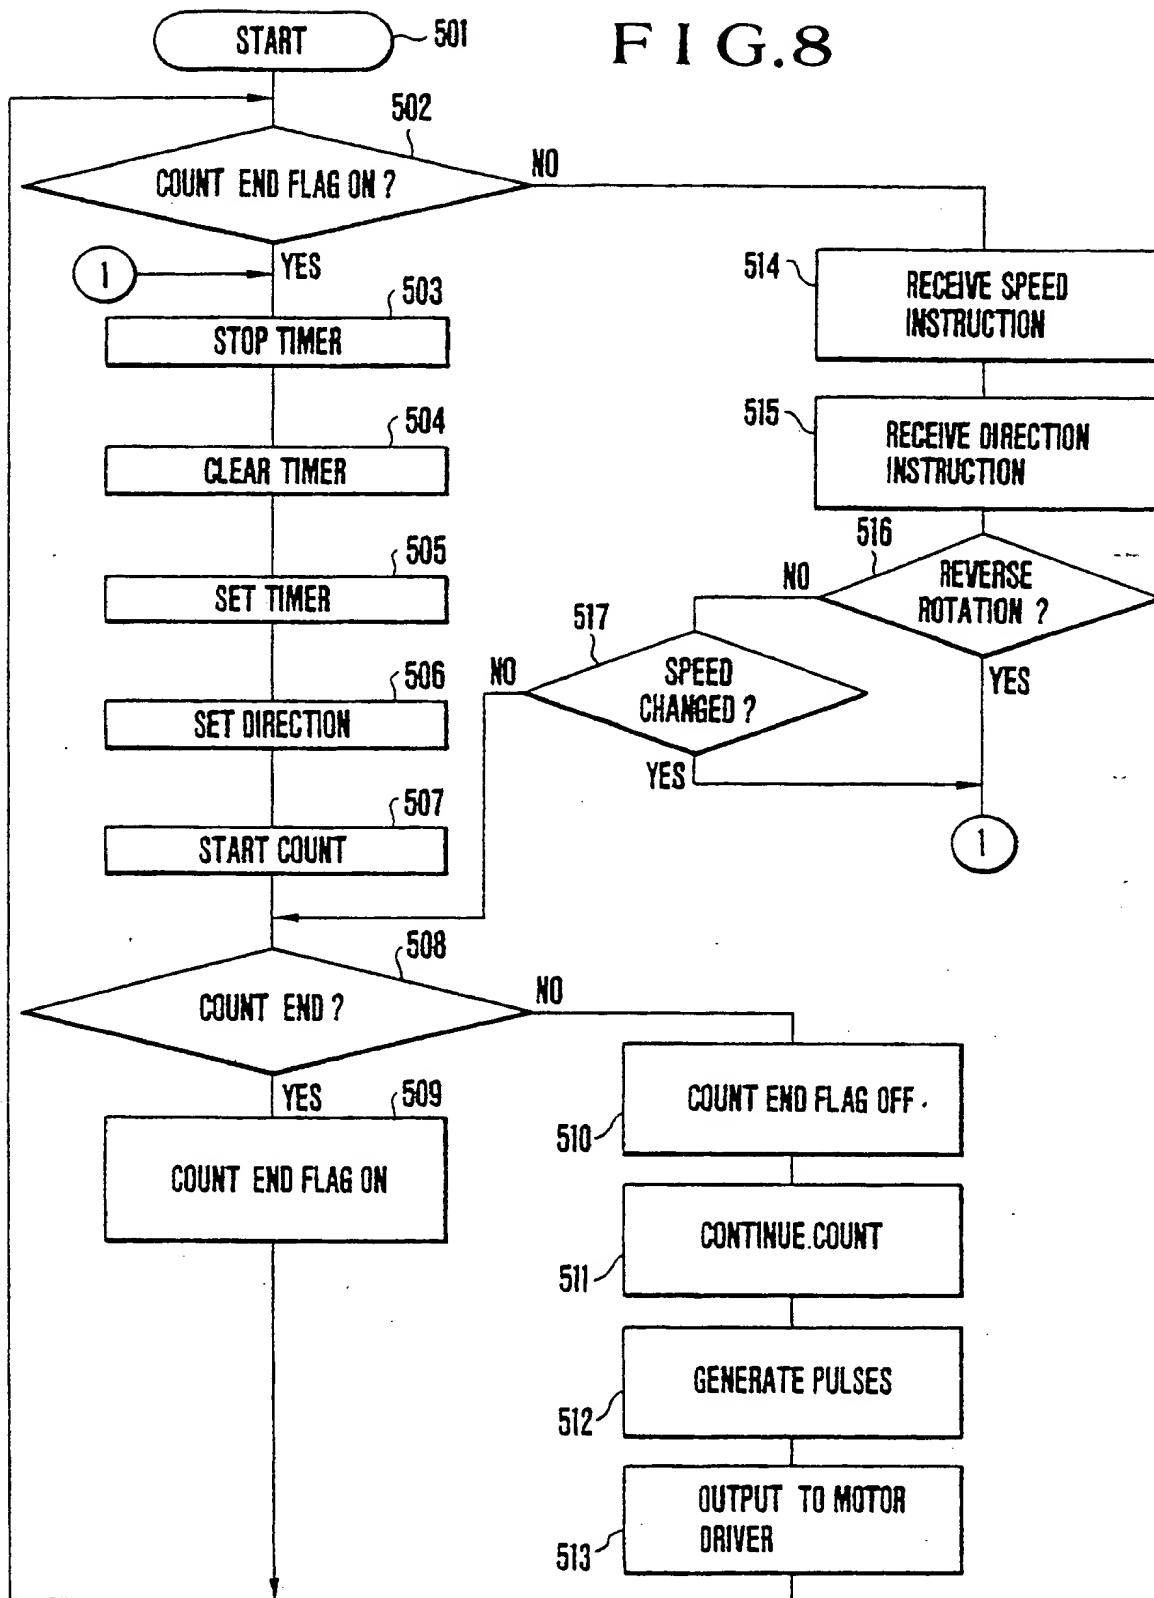 FIG.8
START
501
502
COUNT END FLAG ON ?
NO
1
YES
503
STOP TIMER
504
CLEAR TIMER
505
SET TIMER
506
SET DIRECTION
507
START COUNT
508
COUNT END ?
NO
YES
509
COUNT END FLAG ON
514
RECEIVE SPEED
INSTRUCTION
515
RECEIVE DIRECTION
INSTRUCTION
516
REVERSE
ROTATION ?
NO
YES
517
SPEED
CHANGED ?
NO
YES
1
COUNT END FLAG OFF
510
CONTINUE COUNT
511
GENERATE PULSES
512
OUTPUT TO MOTOR
DRIVER
513